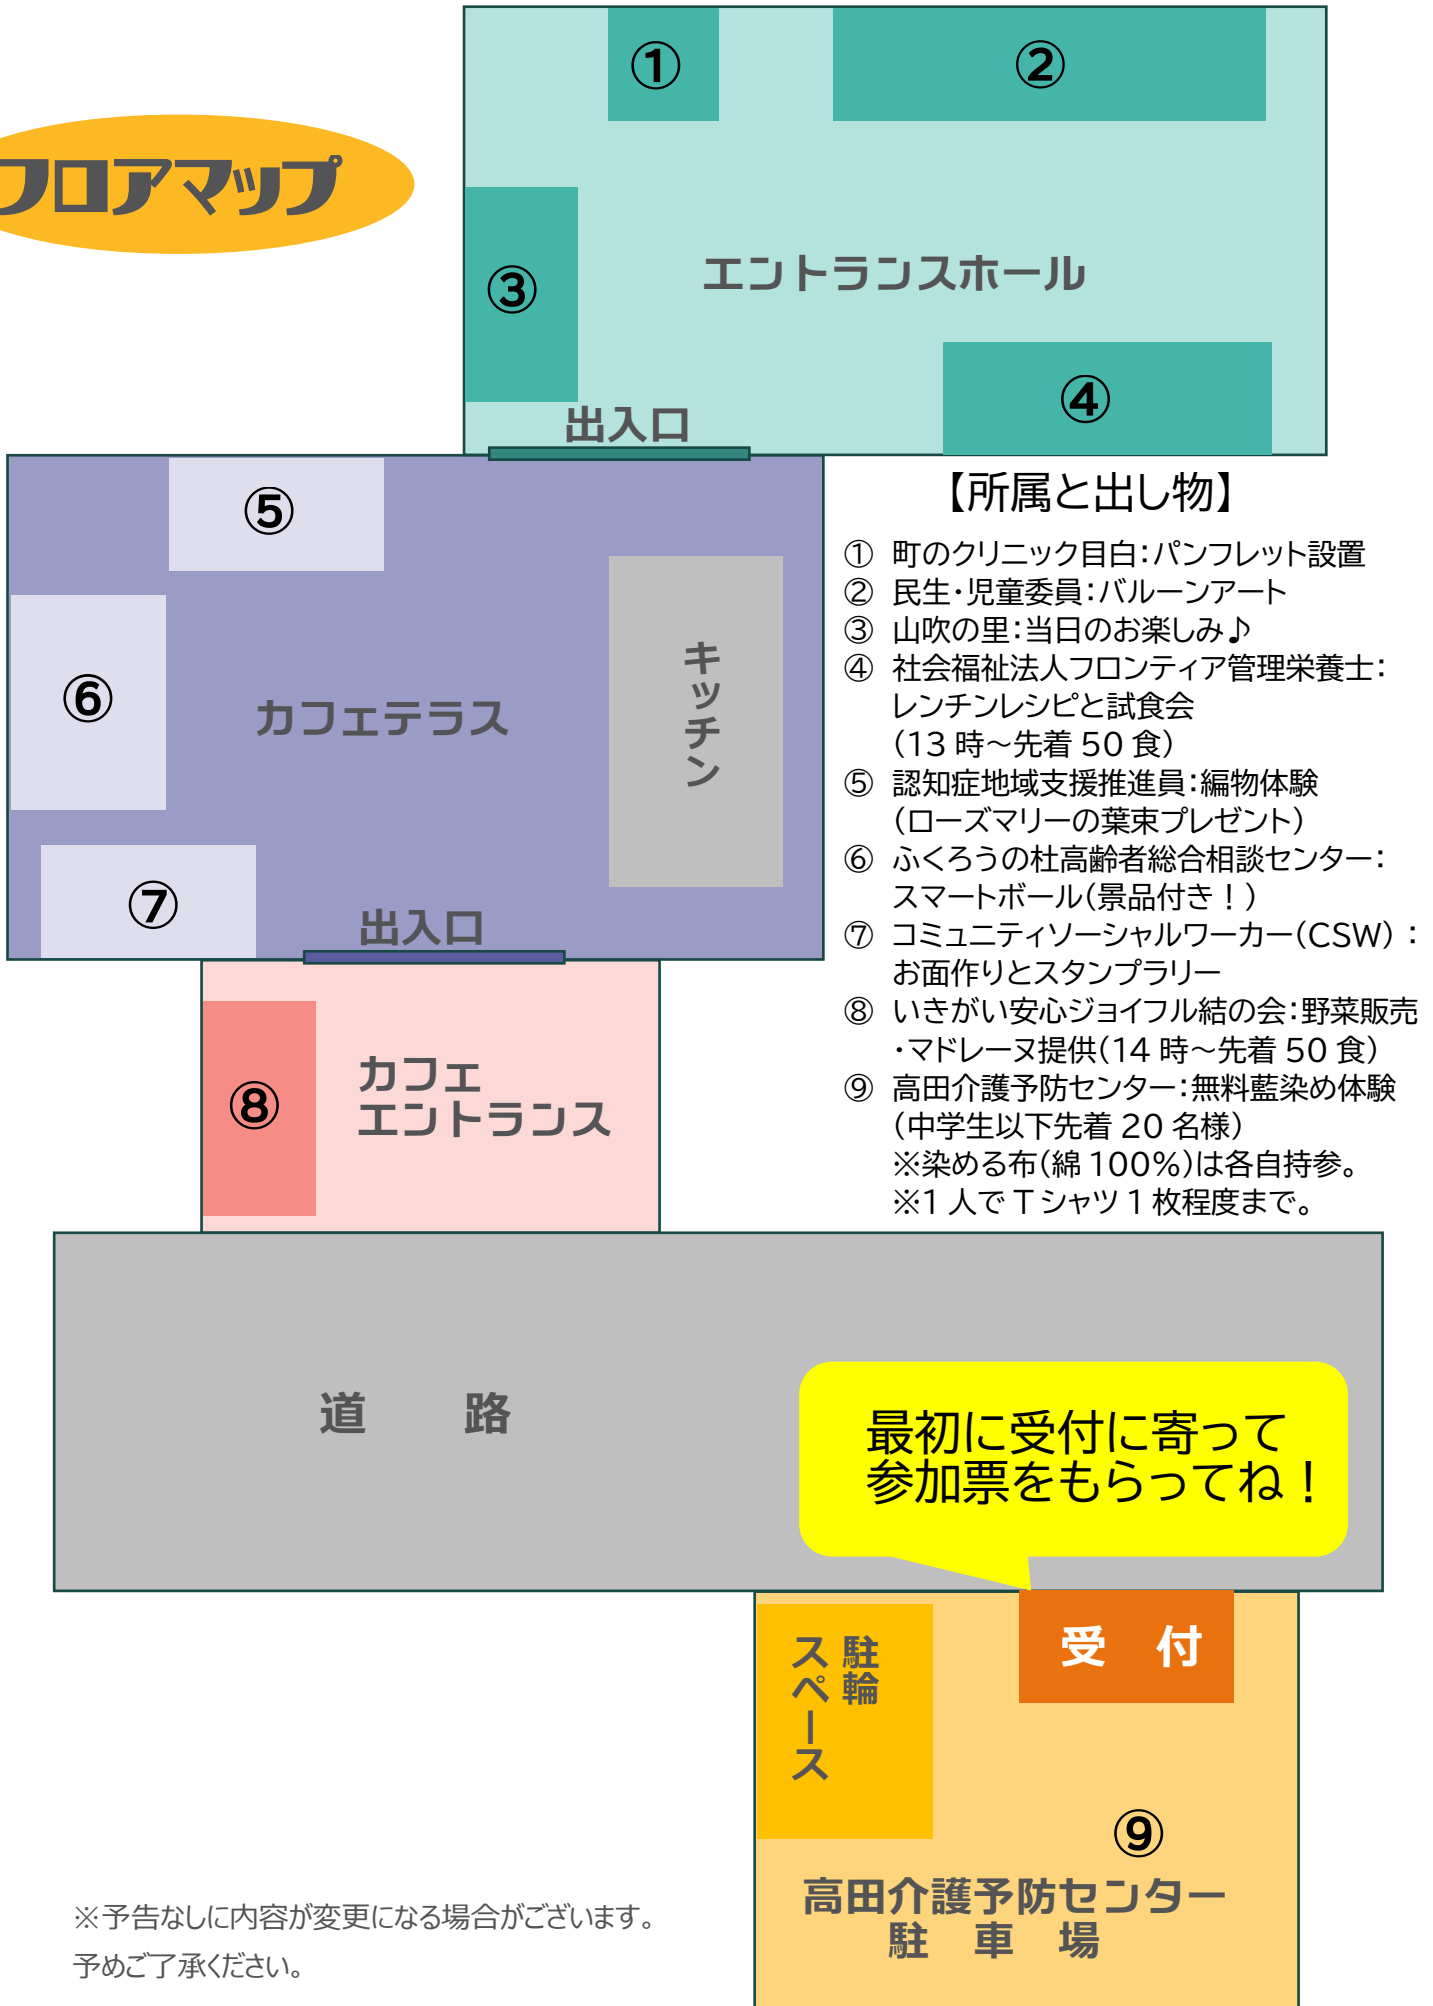 フロアマップ
①
②
③
エントランスホール
④
出入口
⑤
⑥
カフェテラス
キッチン
⑦
出入口
【所属と出し物】
① 町のクリニック目白：パンフレット設置
② 民生・児童委員：バルーンアート
③ 山吹の里：当日のお楽しみ♪
④ 社会福祉法人フロンティア管理栄養士：
レンチンレシピと試食会
（13時～先着50食）
⑤ 認知症地域支援推進員：編物体験
（ローズマリーの葉束プレゼント）
⑥ ふくろうの杜高齢者総合相談センター：
スマートボール（景品付き！）
⑦ コミュニティソーシャルワーカー（CSW）：
お面作りとスタンプラリー
⑧ いきがい安心ジョイフル結の会：野菜販売
・マドレーヌ提供（14時～先着50食）
⑨ 高田介護予防センター：無料藍染め体験
（中学生以下先着20名様）
※染める布（綿100％）は各自持参。
※1人でTシャツ1枚程度まで。
⑧
カフェ
エントランス
道　路
最初に受付に寄って
参加票をもらってね！
受　付
駐輪
スペース
⑨
高田介護予防センター
駐　車　場
※予告なしに内容が変更になる場合がございます。
予めご了承ください。